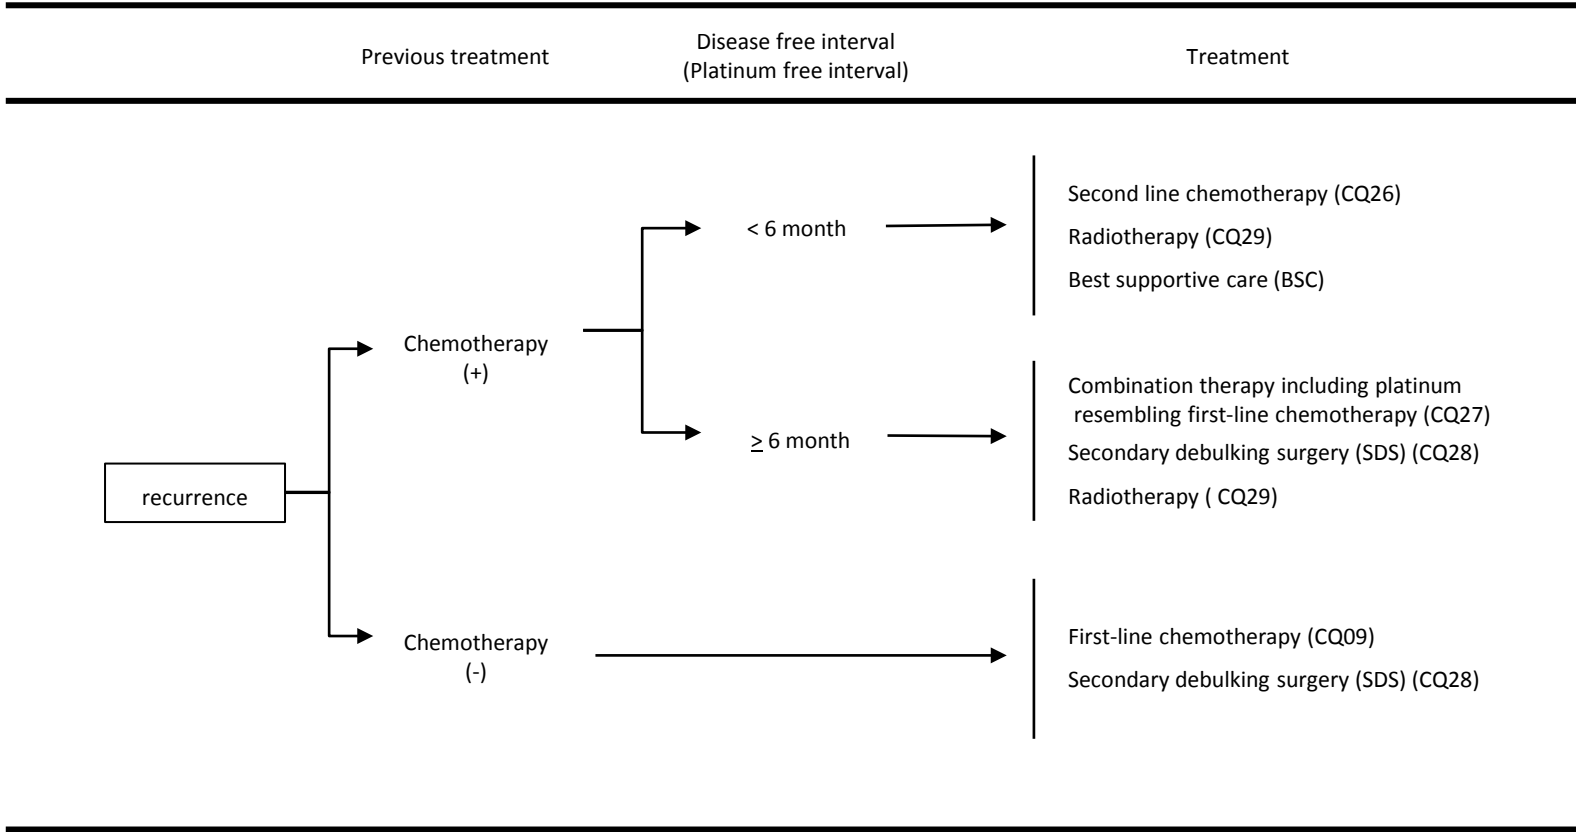 Previous treatment
Disease free interval
(Platinum free interval)
Treatment
Second line chemotherapy (CQ26)
< 6 month
Radiotherapy (CQ29)
Best supportive care (BSC)
Chemotherapy
(+)
Combination therapy including platinum
resembling first-line chemotherapy (CQ27)
≥ 6 month
Secondary debulking surgery (SDS) (CQ28)
Radiotherapy ( CQ29)
recurrence
Chemotherapy
(-)
First-line chemotherapy (CQ09)
Secondary debulking surgery (SDS) (CQ28)